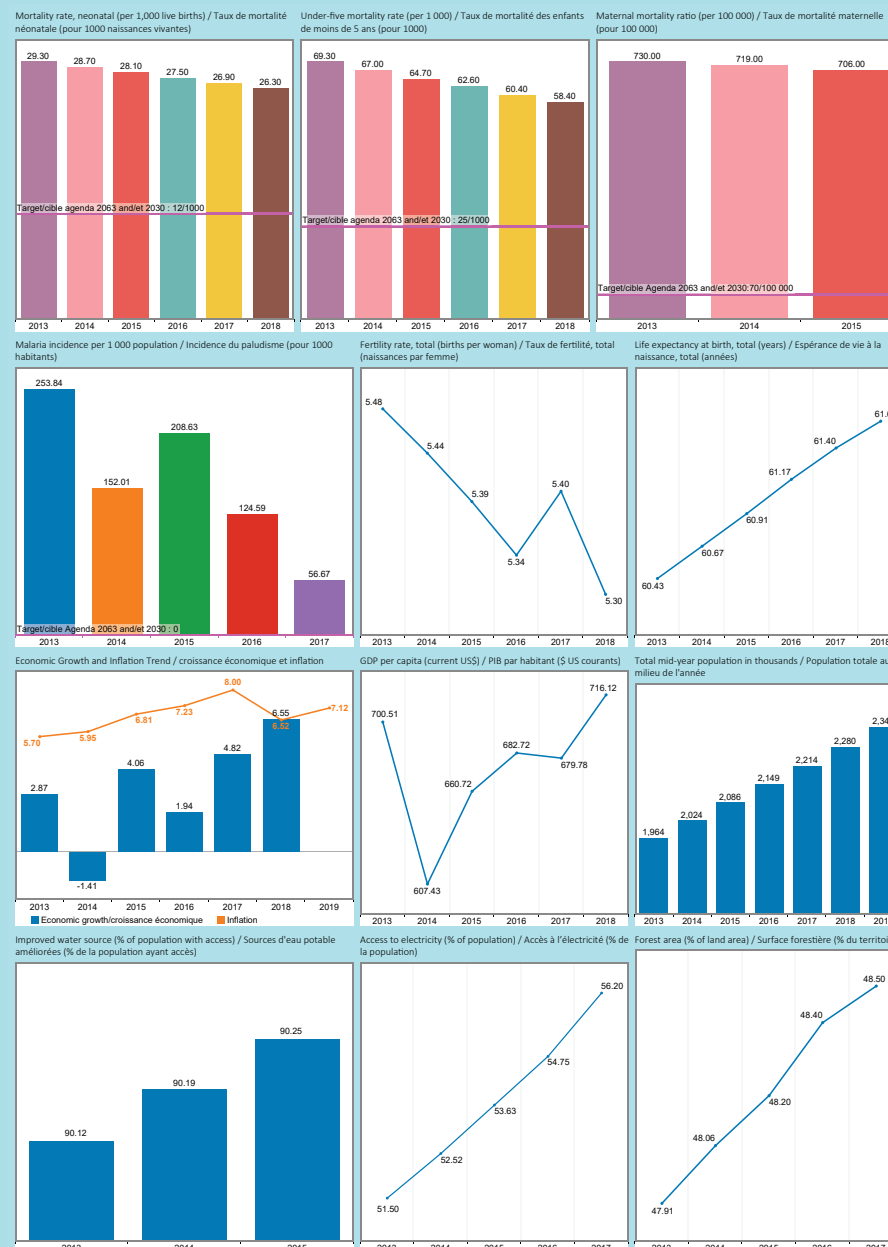 Mortality rate, neonatal (per 1,000 live births) / Taux de mortalité
néonatale (pour 1000 naissances vivantes)
29.30
28.70
28.10
27.50
26.90
26.30
Target/cible agenda 2063 and/et 2030 : 12/1000
2013 2014 2015 2016 2017 2018
Under-five mortality rate (per 1 000) / Taux de mortalité des enfants
de moins de 5 ans (pour 1000)
69.30
67.00
64.70
62.60
60.40
58.40
Target/cible agenda 2063 and/et 2030 : 25/1000
2013 2014 2015 2016 2017 2018
Maternal mortality ratio (per 100 000) / Taux de mortalité maternelle
(pour 100 000)
730.00
719.00
706.00
Target/cible Agenda 2063 and/et 2030:70/100 000
2013 2014 2015
Malaria incidence per 1 000 population / Incidence du paludisme (pour 1000
habitants)
253.84
152.01
208.63
124.59
56.67
Target/cible Agenda 2063 and/et 2030 : 0
2013 2014 2015 2016 2017
Fertility rate, total (births per woman) / Taux de fertilité, total
(naissances par femme)
5.48
5.44
5.39
5.34
5.40
5.30
2013 2014 2015 2016 2017 2018
Life expectancy at birth, total (years) / Espérance de vie à la
naissance, total (années)
60.43
60.67
60.91
61.17
61.40
2013 2014 2015 2016 2017 2018
Economic Growth and Inflation Trend / croissance économique et inflation
5.70
5.95
6.81
7.23
8.00
6.52
7.12
2.87
-1.41
4.06
1.94
4.82
6.55
2013 2014 2015 2016 2017 2018 2019
Economic growth/croissance économique Inflation
GDP per capita (current US$) / PIB par habitant ($ US courants)
700.51
607.43
660.72
682.72
679.78
716.12
2013 2014 2015 2016 2017 2018
Total mid-year population in thousands / Population totale au
milieu de l'année
1,964
2,024
2,086
2,149
2,214
2,280
2013 2014 2015 2016 2017 2018
Improved water source (% of population with access) / Sources d'eau potable
améliorées (% de la population ayant accès)
90.12
90.19
90.25
2013 2014 2015
Access to electricity (% of population) / Accès à l'électricité (% de
la population)
51.50
52.52
53.63
54.75
56.20
2013 2014 2015 2016 2017
Forest area (% of land area) / Surface forestière (% du
47.91
48.06
48.20
48.40
48.50
2013 2014 2015 2016 2017